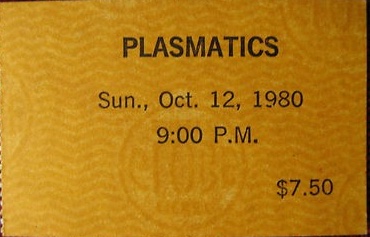 PLASMATICS
Sun., Oct. 12, 1980
9:00 P.M.
$7.50